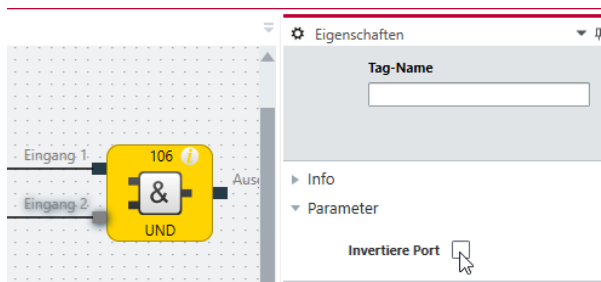 Eigenschaften
Tag-Name
Eingang 1
106 i
&
Eingang 2
UND
Info
Parameter
Invertiere Port